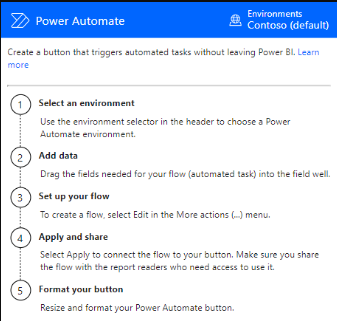 Power Automate
Environments
Contoso (default)
Create a button that triggers automated tasks without leaving Power BI. Learn
more
1 Select an environment
Use the environment selector in the header to choose a Power
Automate environment.
2 Add data
Drag the fields needed for your flow (automated task) into the field well.
3 Set up your flow
To create a flow, select Edit in the More actions (...) menu.
4 Apply and share
Select Apply to connect the flow to your button. Make sure you share
the flow with the report readers who need access to use it.
5 Format your button
Resize and format your Power Automate button.